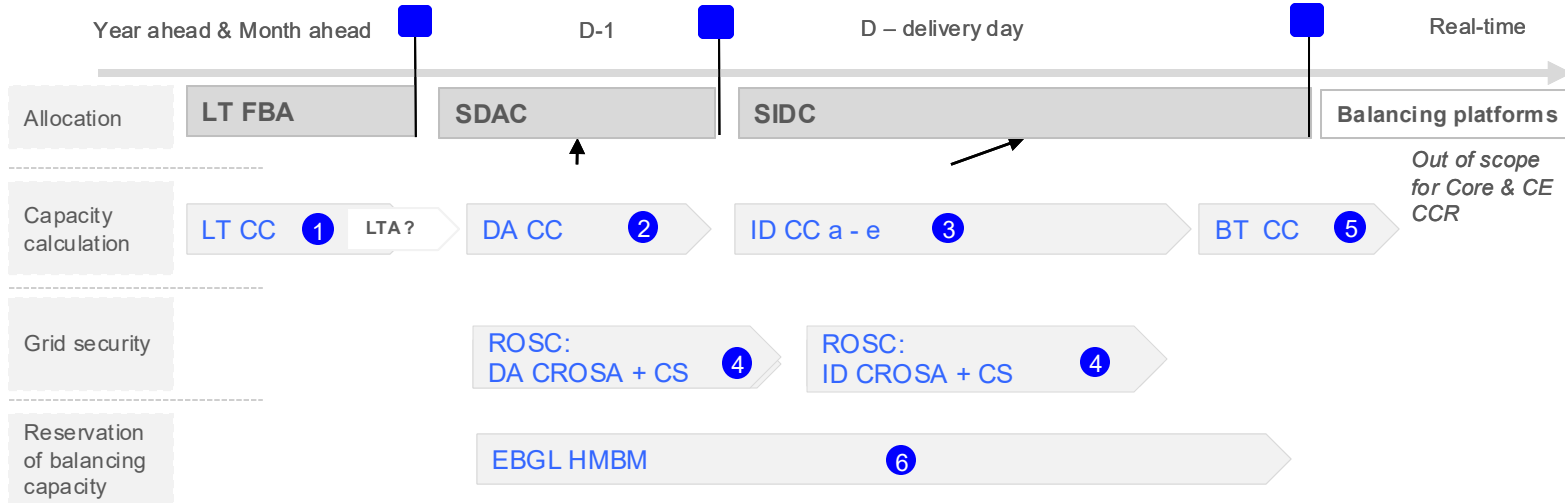 Year ahead & Month ahead
D-1
D – delivery day
Real-time
Allocation
LT FBA
SDAC
SIDC
Balancing platforms
Out of scope
for Core & CE
CCR
Capacity
calculation
LT CC
1
LTA?
DA CC
2
ID CC a - e
3
BT CC
5
Grid security
ROSC:
DA CROSA + CS
4
ROSC:
ID CROSA + CS
4
Reservation
of balancing
capacity
EBGL HMBM
6